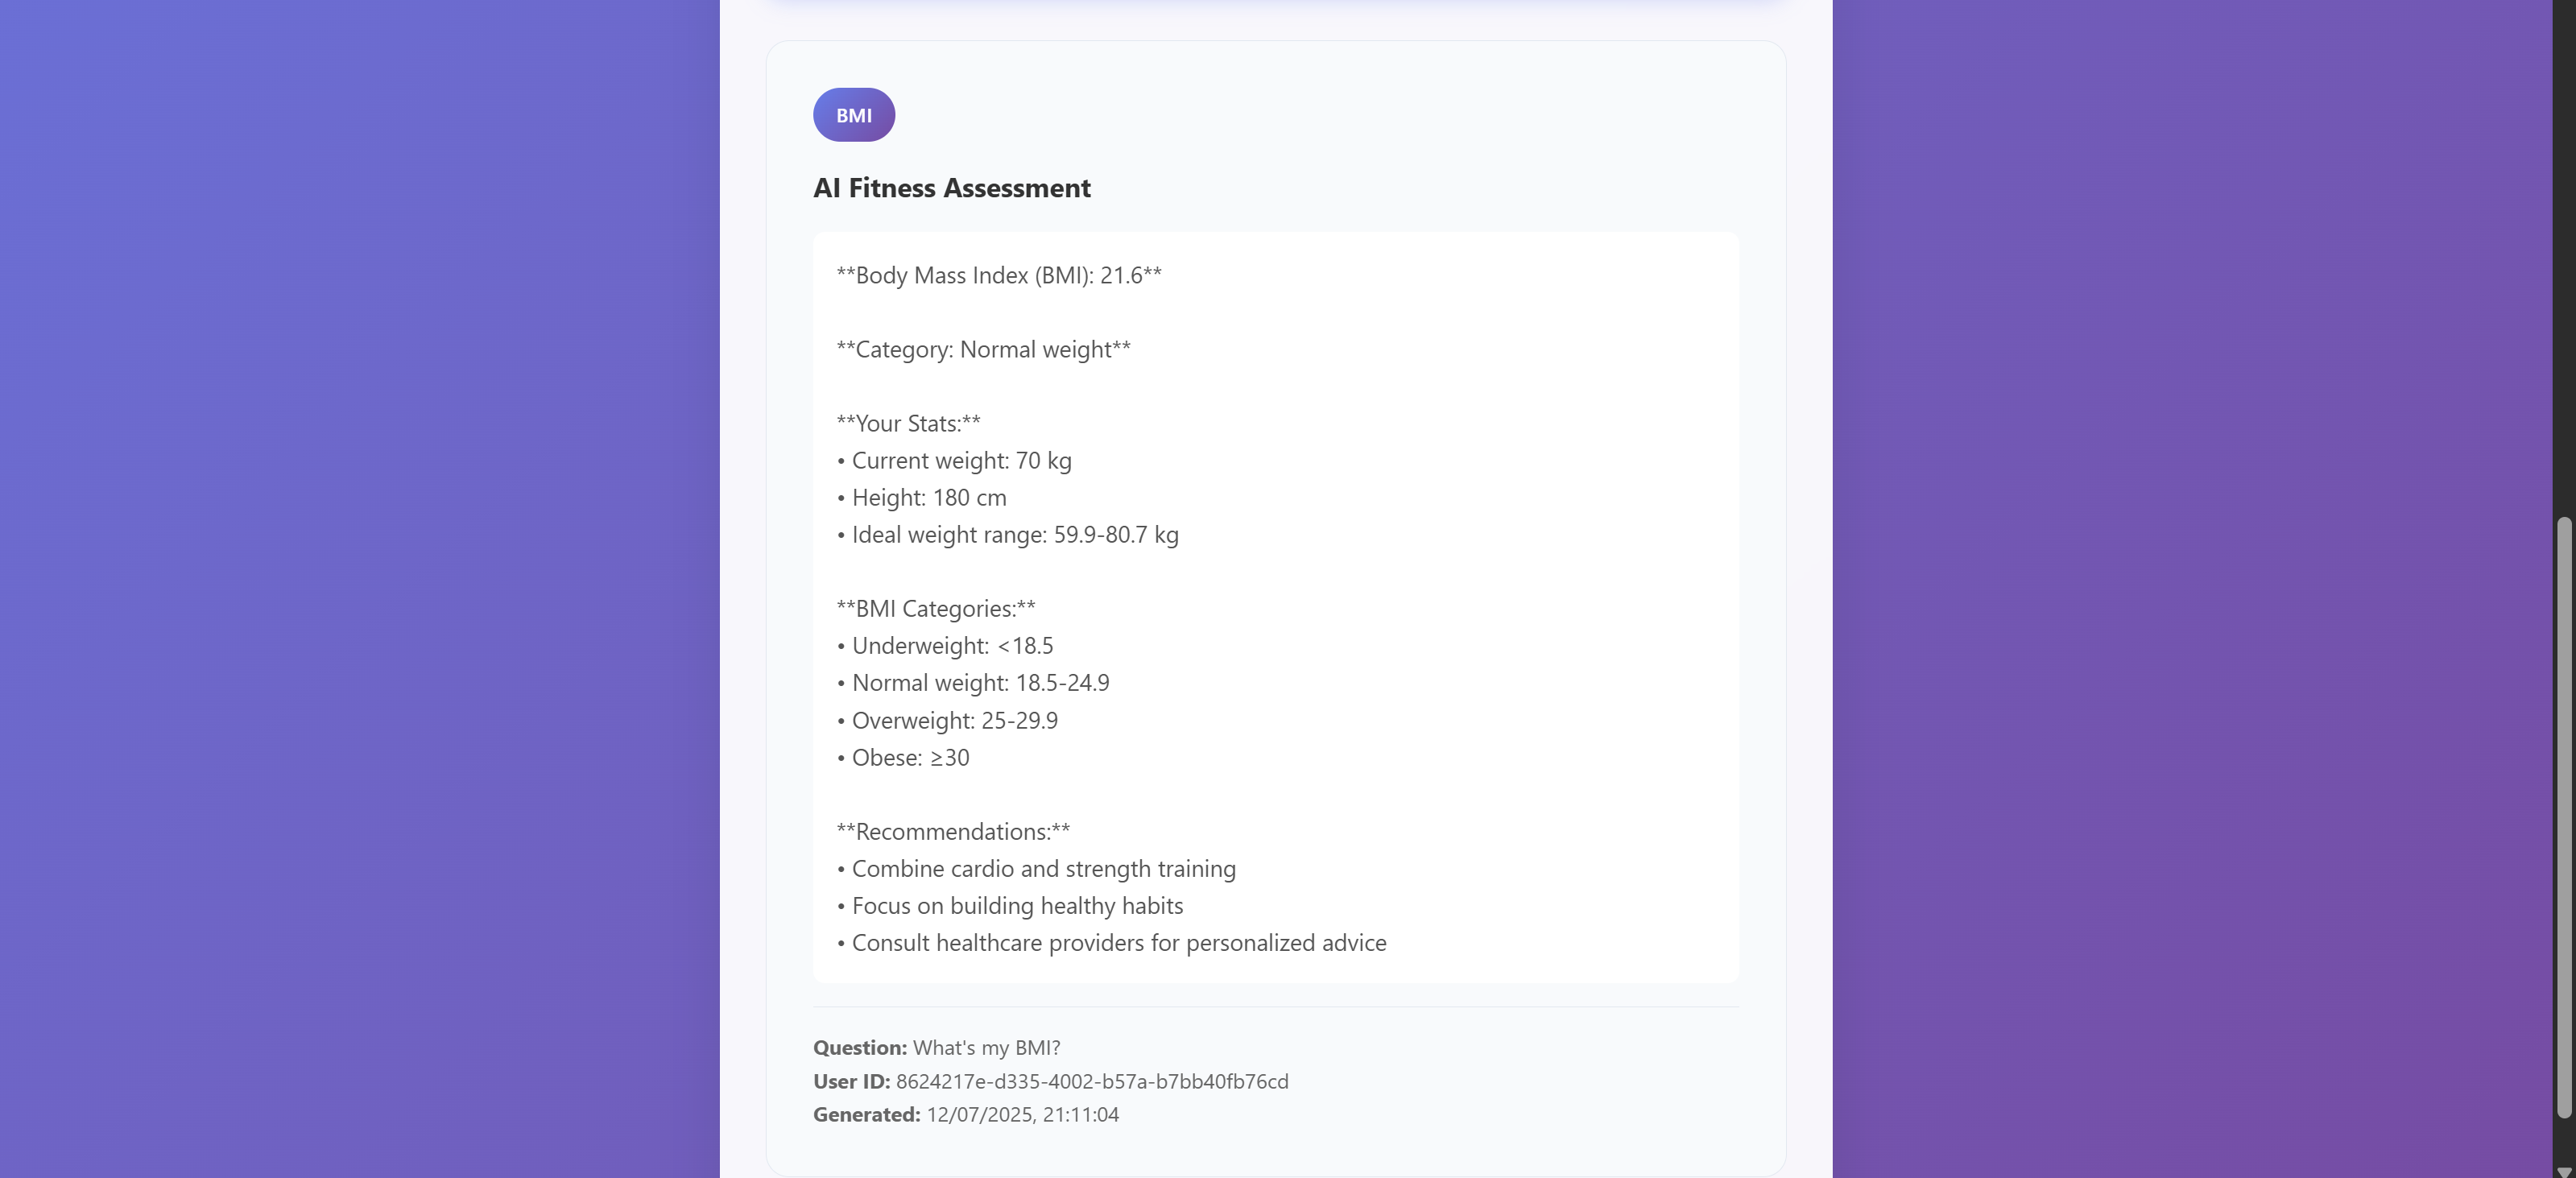 BMI
AI Fitness Assessment
**Body Mass Index (BMI): 21.6**
**Category: Normal weight**
**Your Stats:**
• Current weight: 70 kg
• Height: 180 cm
• Ideal weight range: 59.9-80.7 kg
**BMI Categories:**
• Underweight: <18.5
• Normal weight: 18.5-24.9
• Overweight: 25-29.9
• Obese: ≥30
**Recommendations:**
• Combine cardio and strength training
• Focus on building healthy habits
• Consult healthcare providers for personalized advice
Question: What's my BMI?
User ID: 8624217e-d335-4002-b57a-b7bb40fb76cd
Generated: 12/07/2025, 21:11:04